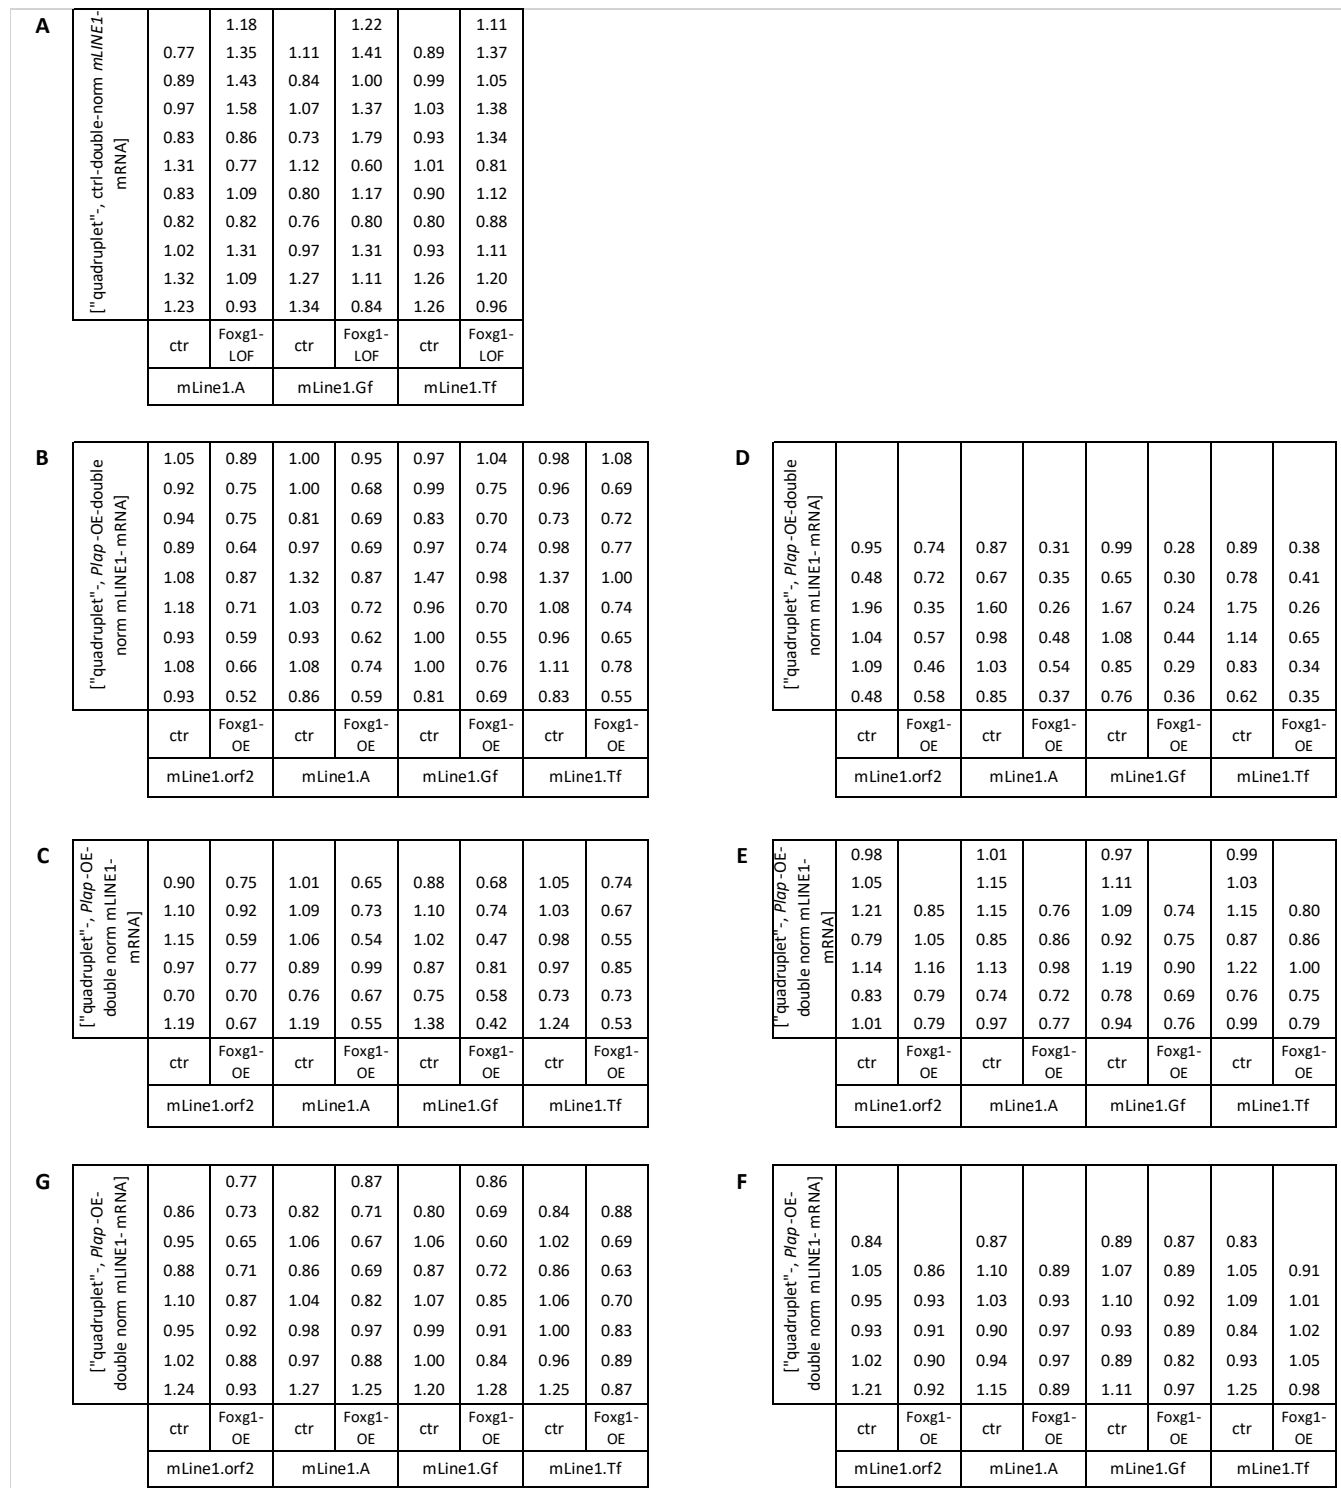 A
["quadruplet"-, ctrl-double-norm mLINE1-
mRNA]
1.18 1.22 1.11
0.77 1.35 1.11 1.41 0.89 1.37
0.89 1.43 0.84 1.00 0.99 1.05
0.97 1.58 1.07 1.37 1.03 1.38
0.83 0.86 0.73 1.79 0.93 1.34
1.31 0.77 1.12 0.60 1.01 0.81
0.83 1.09 0.80 1.17 0.90 1.12
0.82 0.82 0.76 0.80 0.80 0.88
1.02 1.31 0.97 1.31 0.93 1.11
1.32 1.09 1.27 1.11 1.26 1.20
1.23 0.93 1.34 0.84 1.26 0.96
ctr Foxg1- ctr Foxg1- ctr Foxg1-
LOF LOF LOF
mLine1.A mLine1.Gf mLine1.Tf
B
["quadruplet"-, Plap-OE-double
norm mLINE1- mRNA]
1.05 0.89 1.00 0.95 0.97 1.04 0.98 1.08
0.92 0.75 1.00 0.68 0.99 0.75 0.96 0.69
0.94 0.75 0.81 0.69 0.83 0.70 0.73 0.72
0.89 0.64 0.97 0.69 0.97 0.74 0.98 0.77
1.08 0.87 1.32 0.87 1.47 0.98 1.37 1.00
1.18 0.71 1.03 0.72 0.96 0.70 1.08 0.74
0.93 0.59 0.93 0.62 1.00 0.55 0.96 0.65
1.08 0.66 1.08 0.74 1.00 0.76 1.11 0.78
0.93 0.52 0.86 0.59 0.81 0.69 0.83 0.55
ctr Foxg1- ctr Foxg1- ctr Foxg1- ctr Foxg1-
OE OE OE OE
mLine1.orf2 mLine1.A mLine1.Gf mLine1.Tf
D
["quadruplet"-, Plap-OE-double
norm mLINE1- mRNA]
0.95 0.74 0.87 0.31 0.99 0.28 0.89 0.38
0.48 0.72 0.67 0.35 0.65 0.30 0.78 0.41
1.96 0.35 1.60 0.26 1.67 0.24 1.75 0.26
1.04 0.57 0.98 0.48 1.08 0.44 1.14 0.65
1.09 0.46 1.03 0.54 0.85 0.29 0.83 0.34
0.48 0.58 0.85 0.37 0.76 0.36 0.62 0.35
ctr Foxg1- ctr Foxg1- ctr Foxg1- ctr Foxg1-
OE OE OE OE
mLine1.orf2 mLine1.A mLine1.Gf mLine1.Tf
C
["quadruplet"-, Plap-OE-
double norm mLINE1-
mRNA]
0.90 0.75 1.01 0.65 0.88 0.68 1.05 0.74
1.10 0.92 1.09 0.73 1.10 0.74 1.03 0.67
1.15 0.59 1.06 0.54 1.02 0.47 0.98 0.55
0.97 0.77 0.89 0.99 0.87 0.81 0.97 0.85
0.70 0.70 0.76 0.67 0.75 0.58 0.73 0.73
1.19 0.67 1.19 0.55 1.38 0.42 1.24 0.53
ctr Foxg1- ctr Foxg1- ctr Foxg1- ctr Foxg1-
OE OE OE OE
mLine1.orf2 mLine1.A mLine1.Gf mLine1.Tf
E
["quadruplet"-, Plap-OE-
double norm mLINE1-
mRNA]
0.98 1.01 0.97 0.99
1.05 1.15 1.11 1.03
1.21 0.85 1.15 0.76 1.09 0.74 1.15 0.80
0.79 1.05 0.85 0.86 0.92 0.75 0.87 0.86
1.14 1.16 1.13 0.98 1.19 0.90 1.22 1.00
0.83 0.79 0.74 0.72 0.78 0.69 0.76 0.75
1.01 0.79 0.97 0.77 0.94 0.76 0.99 0.79
ctr Foxg1- ctr Foxg1- ctr Foxg1- ctr Foxg1-
OE OE OE OE
mLine1.orf2 mLine1.A mLine1.Gf mLine1.Tf
G
["quadruplet"-, Plap-OE-
double norm mLINE1- mRNA]
0.77 0.87 0.86
0.86 0.73 0.82 0.71 0.80 0.69 0.84 0.88
0.95 0.65 1.06 0.67 1.06 0.60 1.02 0.69
0.88 0.71 0.86 0.69 0.87 0.72 0.86 0.63
1.10 0.87 1.04 0.82 1.07 0.85 1.06 0.70
0.95 0.92 0.98 0.97 0.99 0.91 1.00 0.83
1.02 0.88 0.97 0.88 1.00 0.84 0.96 0.89
1.24 0.93 1.27 1.25 1.20 1.28 1.25 0.87
ctr Foxg1- ctr Foxg1- ctr Foxg1- ctr Foxg1-
OE OE OE OE
mLine1.orf2 mLine1.A mLine1.Gf mLine1.Tf
F
["quadruplet"-, Plap-OE-
double norm mLINE1- mRNA]
0.84 0.87 0.89 0.87 0.83
1.05 0.86 1.10 0.89 1.07 0.89 1.05 0.91
0.95 0.93 1.03 0.93 1.10 0.92 1.09 1.01
0.93 0.91 0.90 0.97 0.93 0.89 0.84 1.02
1.02 0.90 0.94 0.97 0.89 0.82 0.93 1.05
1.21 0.92 1.15 0.89 1.11 0.97 1.25 0.98
ctr Foxg1- ctr Foxg1- ctr Foxg1- ctr Foxg1-
OE OE OE OE
mLine1.orf2 mLine1.A mLine1.Gf mLine1.Tf